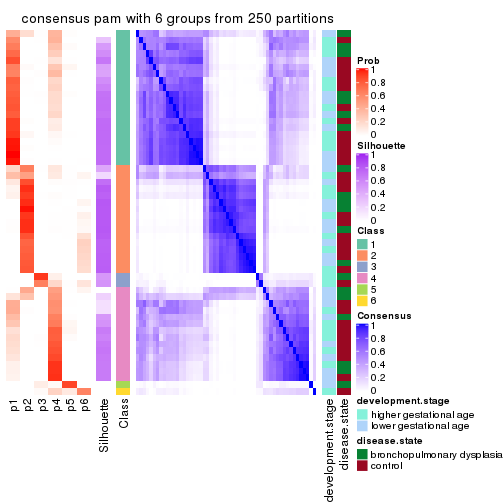 consensus pam with 6 groups from 250 partitions
Prob
1
0.8
0.6
0.4
0.2
0
Silhouette
1
0.8
0.6
0.4
0.2
0
Class
1
2
3
4
5
6
Consensus
1
0.8
0.6
0.4
0.2
0
development.stage
higher gestational age
lower gestational age
disease.state
bronchopulmonary dysplasia
control
p1
p2
p3
p4
p5
p6
Silhouette
Class
development.stage
disease.state